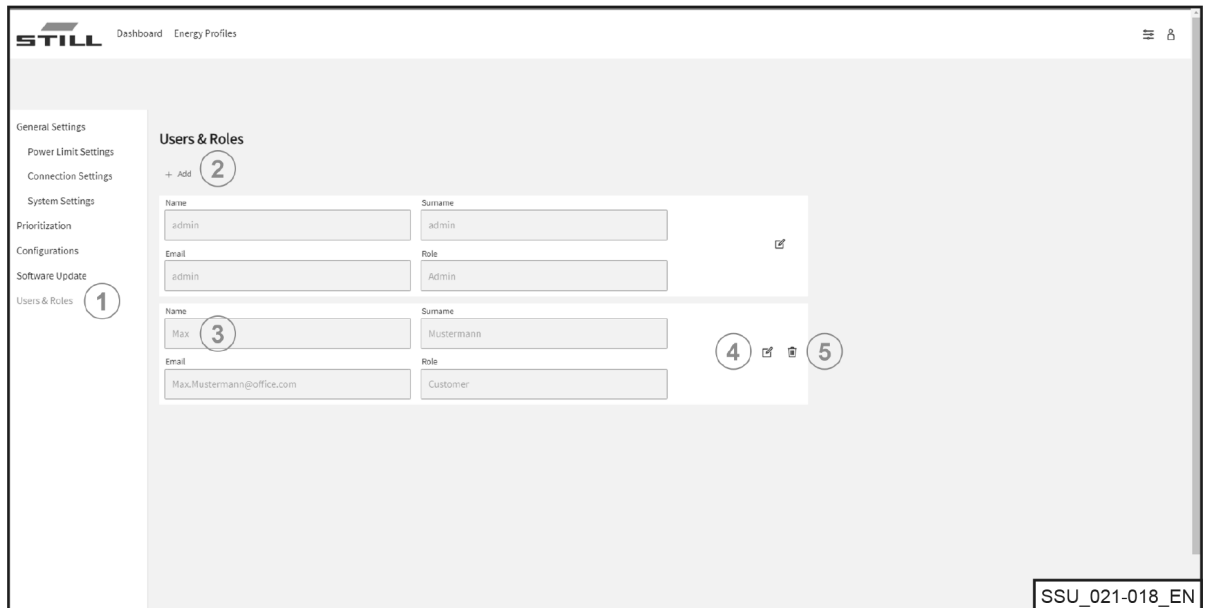 STILL Dashboard Energy Profiles
General Settings
Power Limit Settings
Connection Settings
System Settings
Prioritization
Configurations
Software Update
Users & Roles 1
Users & Roles
+ Add 2
Name Surname
admin admin
Email Role
admin Admin
Name Surname
Max 3 Mustermann
4 5
Email Role
Max.Mustermann@office.com Customer
SSU_021-018_EN